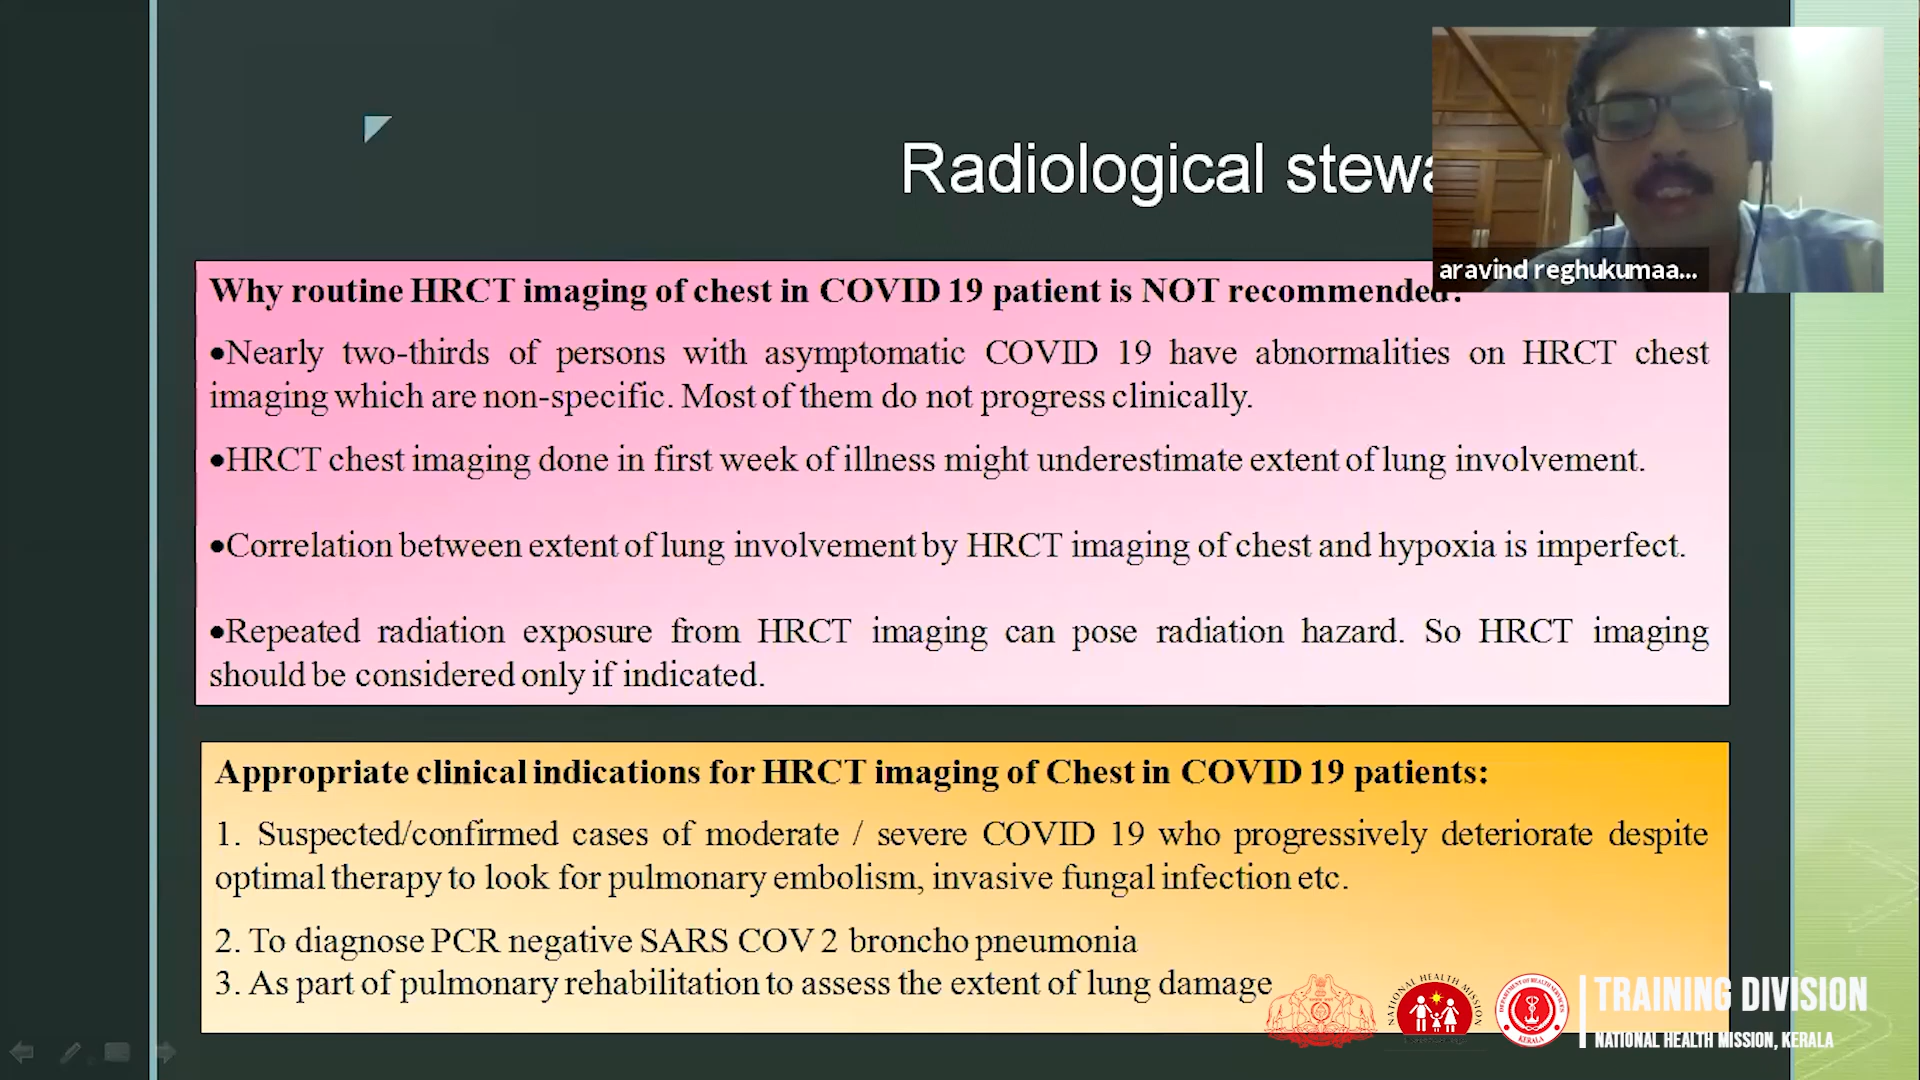 Radiological stewa
aravind reghukumaa...
Why routine HRCT imaging of chest in COVID 19 patient is NOT recommended?
•Nearly two-thirds of persons with asymptomatic COVID 19 have abnormalities on HRCT chest
imaging which are non-specific. Most of them do not progress clinically.
•HRCT chest imaging done in first week of illness might underestimate extent of lung involvement.
•Correlation between extent of lung involvement by HRCT imaging of chest and hypoxia is imperfect.
•Repeated radiation exposure from HRCT imaging can pose radiation hazard. So HRCT imaging
should be considered only if indicated.
Appropriate clinical indications for HRCT imaging of Chest in COVID 19 patients:
1. Suspected/confirmed cases of moderate / severe COVID 19 who progressively deteriorate despite
optimal therapy to look for pulmonary embolism, invasive fungal infection etc.
2. To diagnose PCR negative SARS COV 2 broncho pneumonia
3. As part of pulmonary rehabilitation to assess the extent of lung damage
NATIONAL HEALTH MISSION
DEPARTMENT OF HEALTH SERVICES
KERALA
TRAINING DIVISION
NATIONAL HEALTH MISSION, KERALA